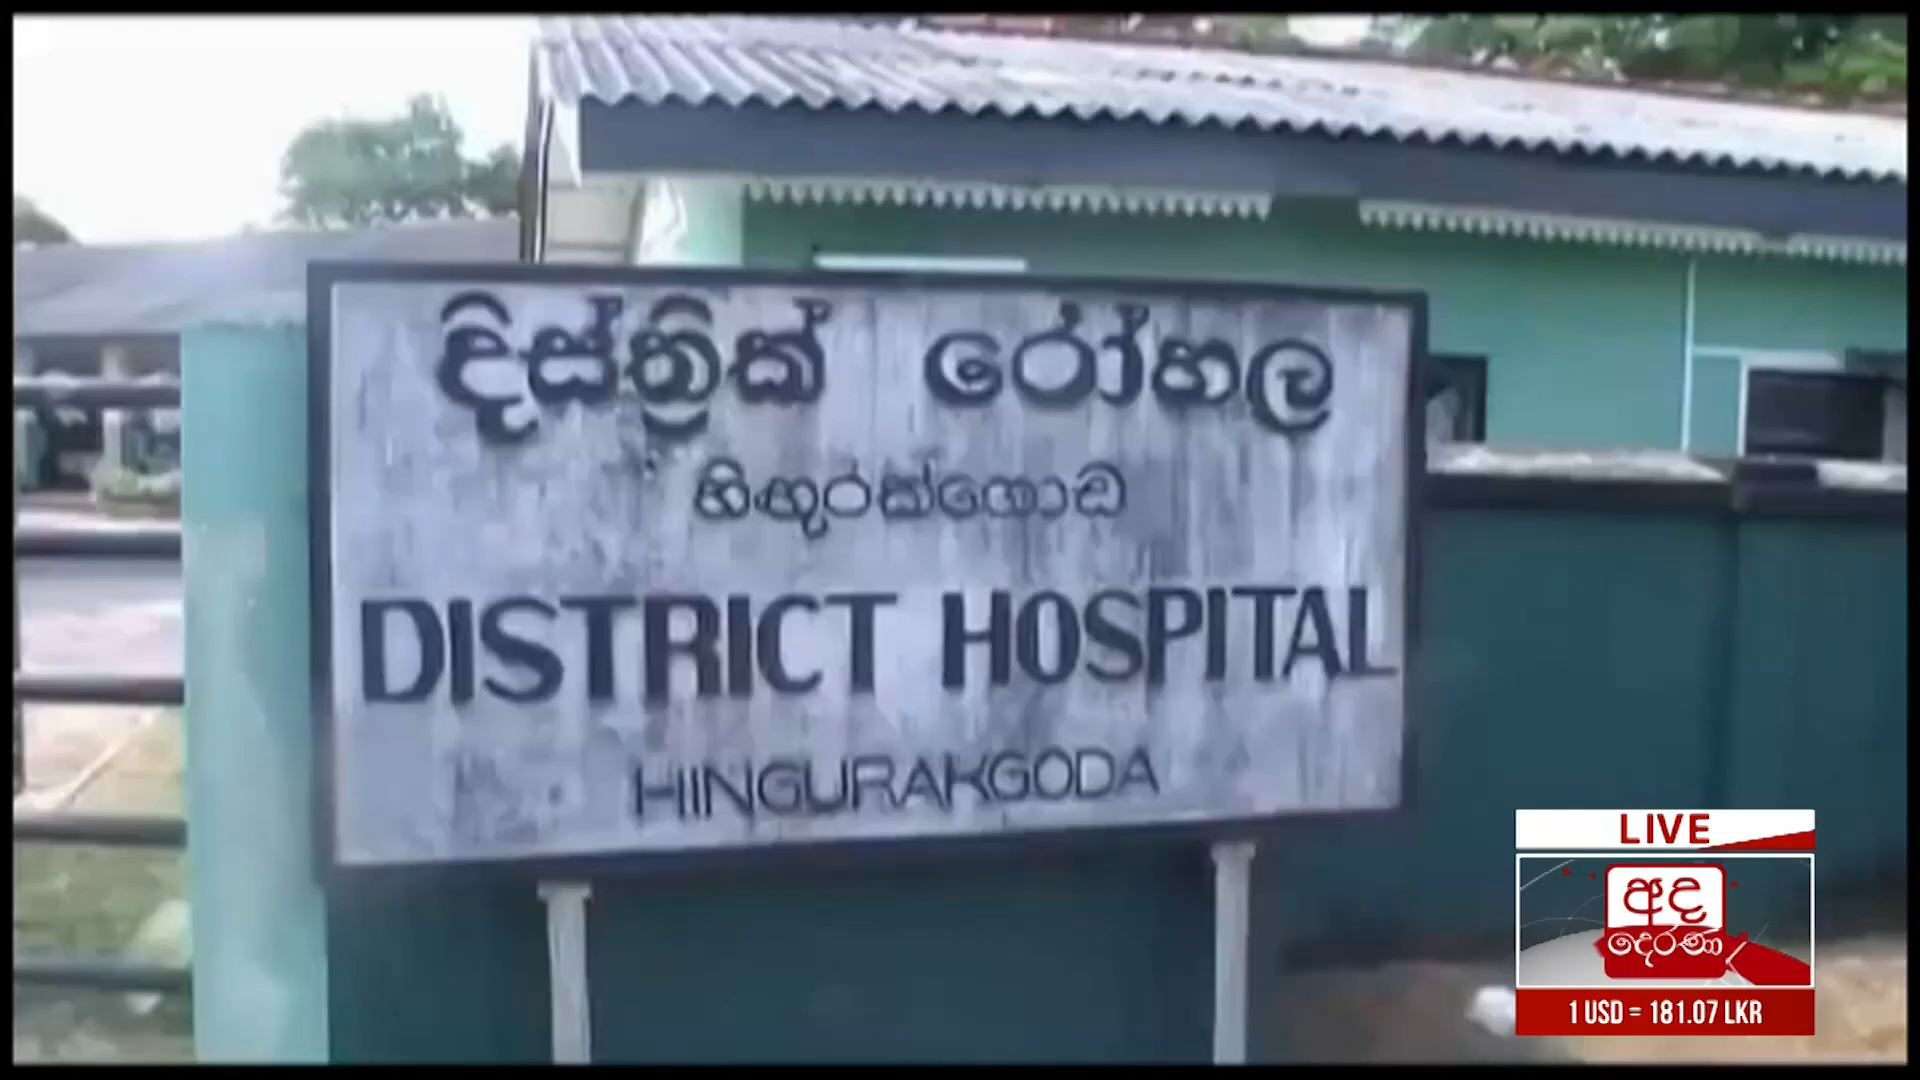 දිස්ත්‍රික් රෝහල
හිඟුරක්ගොඩ
DISTRICT HOSPITAL
HINGURAKGODA
LIVE
අද
දෙරණ
1 USD = 181.07 LKR